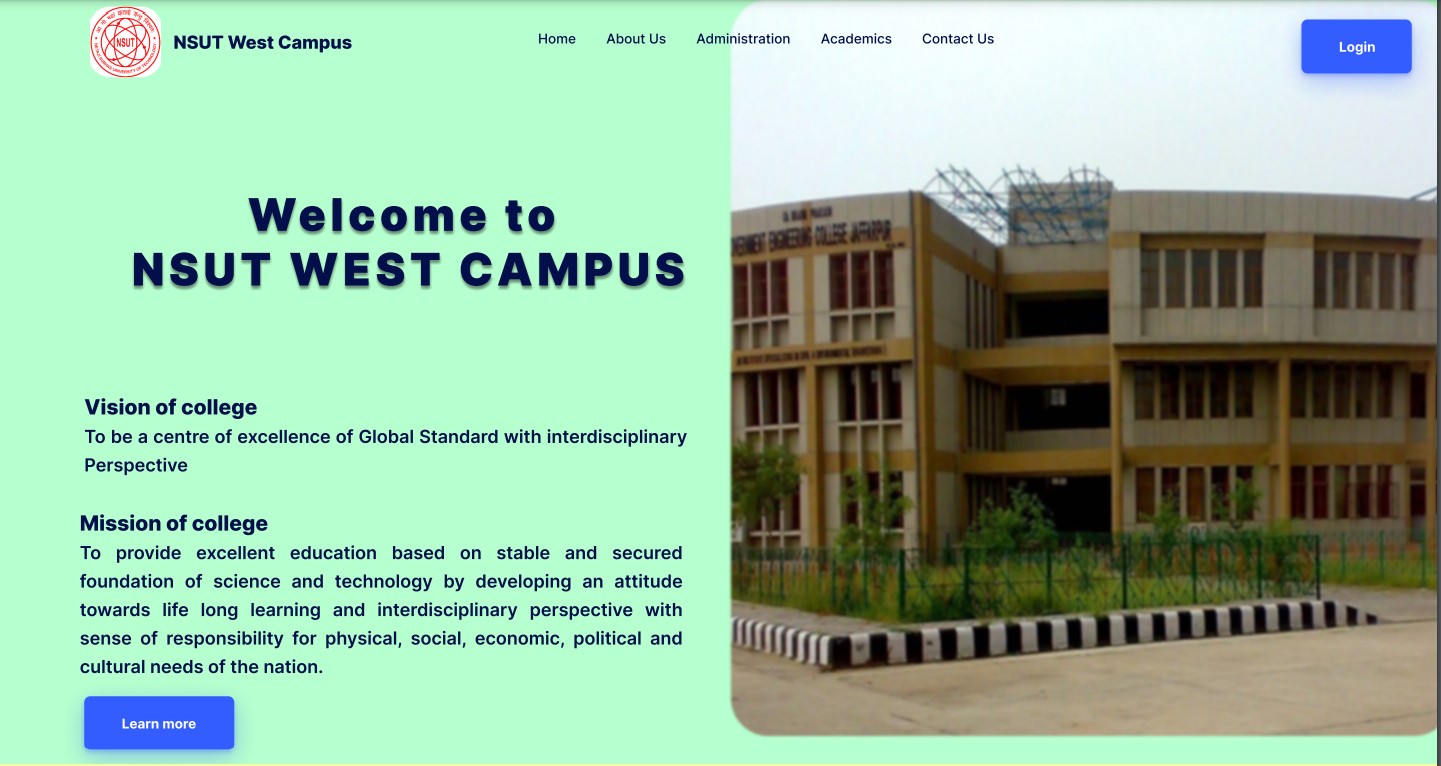 NSUT
NSUT West Campus
Home
About Us
Administration
Academics
Contact Us
Login
Welcome to
NSUT WEST CAMPUS
Vision of college
To be a centre of excellence of Global Standard with interdisciplinary
Perspective
Mission of college
To provide excellent education based on stable and secured
foundation of science and technology by developing an attitude
towards life long learning and interdisciplinary perspective with
sense of responsibility for physical, social, economic, political and
cultural needs of the nation.
Learn more
ENGINEERING COLLEGE JAFFARPUR